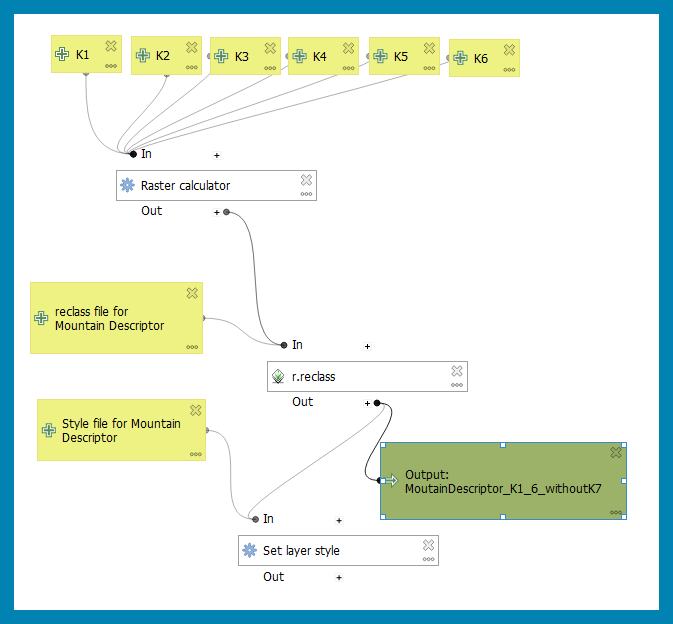 K1
K2
K3
K4
K5
K6
In
Raster calculator
Out
reclass file for
Mountain Descriptor
In
r.reclass
Out
Style file for Mountain
Descriptor
Output:
MoutainDescriptor_K1_6_withoutK7
In
Set layer style
Out